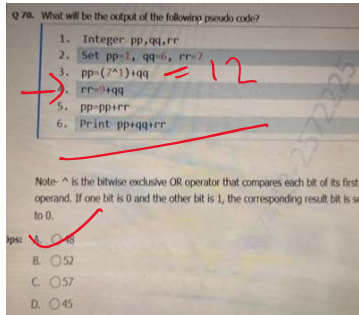 Q 70. What will be the output of the following pseudo code?
1. Integer pp,qq,rr
2. Set pp=1, qq=6, rr=7
3. pp=(7^1)+qq = 12
4. rr=9+qq
5. pp=pp+rr
6. Print pp+qq+rr
Note- ^ is the bitwise exclusive OR operator that compares each bit of its first
operand. If one bit is 0 and the other bit is 1, the corresponding result bit is se
to 0.
Ops: A. 48
B. 52
C. 57
D. 45
2572225